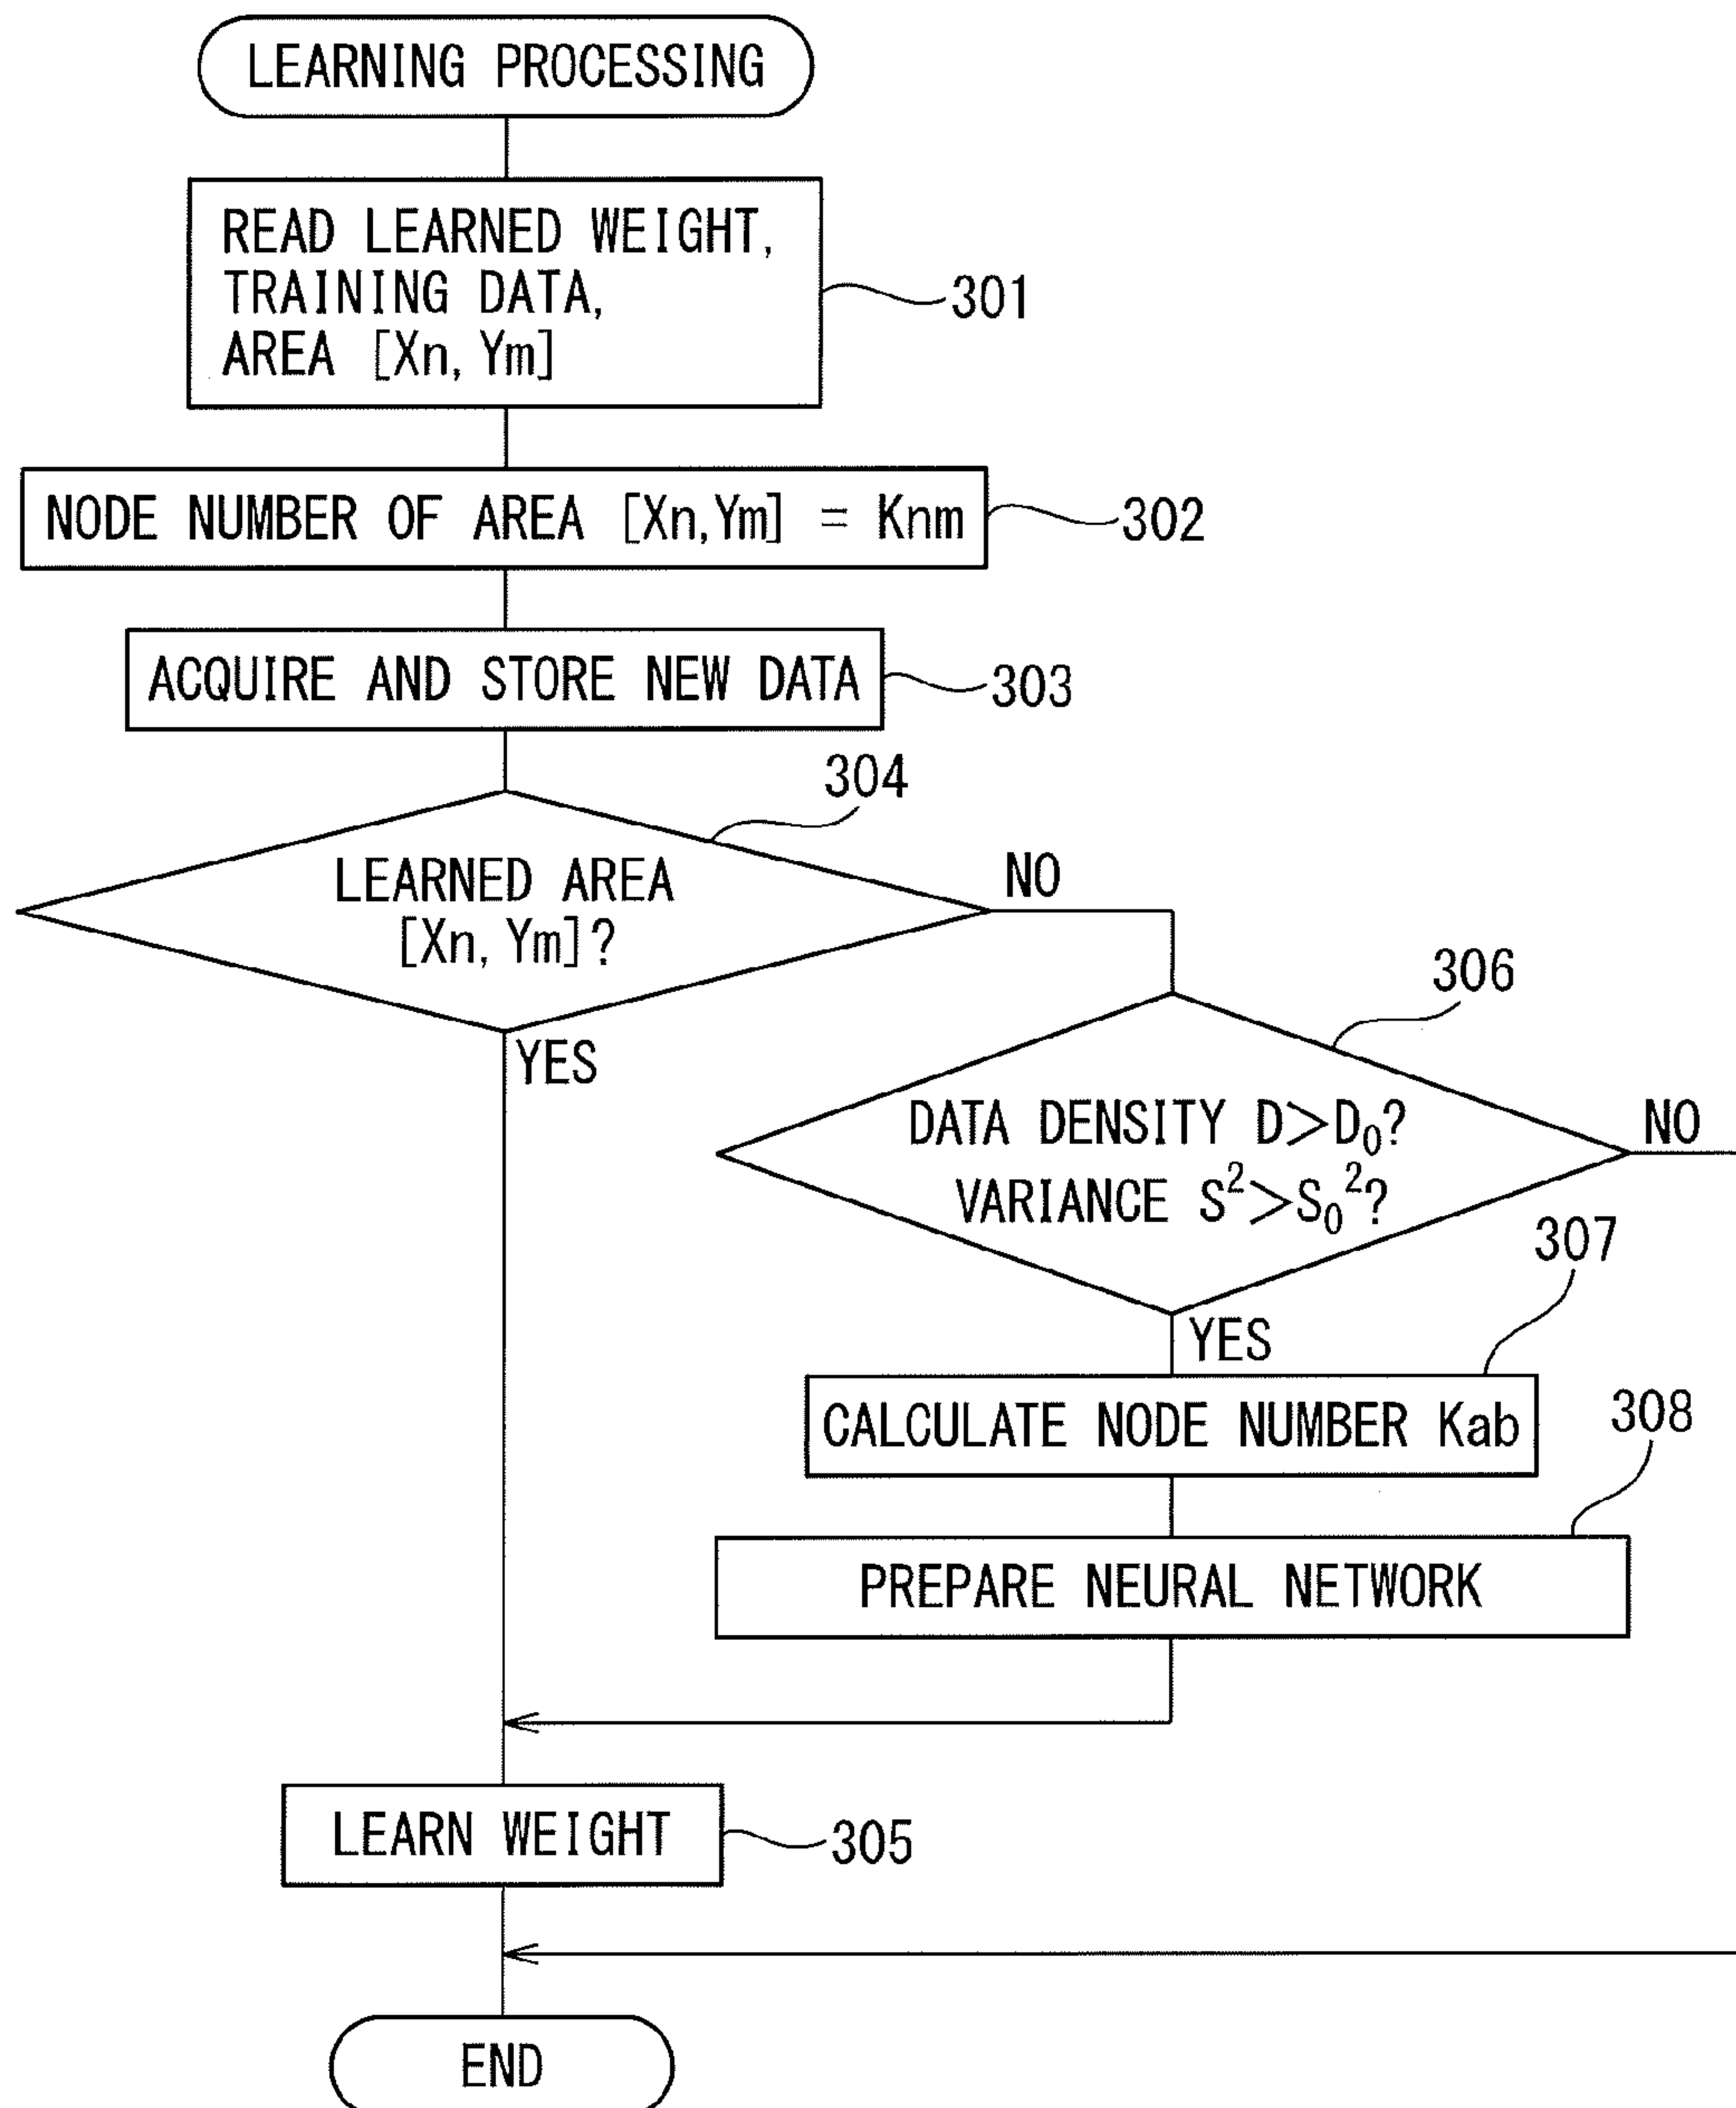 LEARNING PROCESSING
READ LEARNED WEIGHT,
TRAINING DATA,
AREA [Xn, Ym]
301
NODE NUMBER OF AREA [Xn,Ym] = Knm
302
ACQUIRE AND STORE NEW DATA
303
304
LEARNED AREA
[Xn, Ym]?
NO
YES
306
DATA DENSITY D>D₀?
VARIANCE S²>S₀²?
NO
YES
307
CALCULATE NODE NUMBER Kab
308
PREPARE NEURAL NETWORK
LEARN WEIGHT
305
END